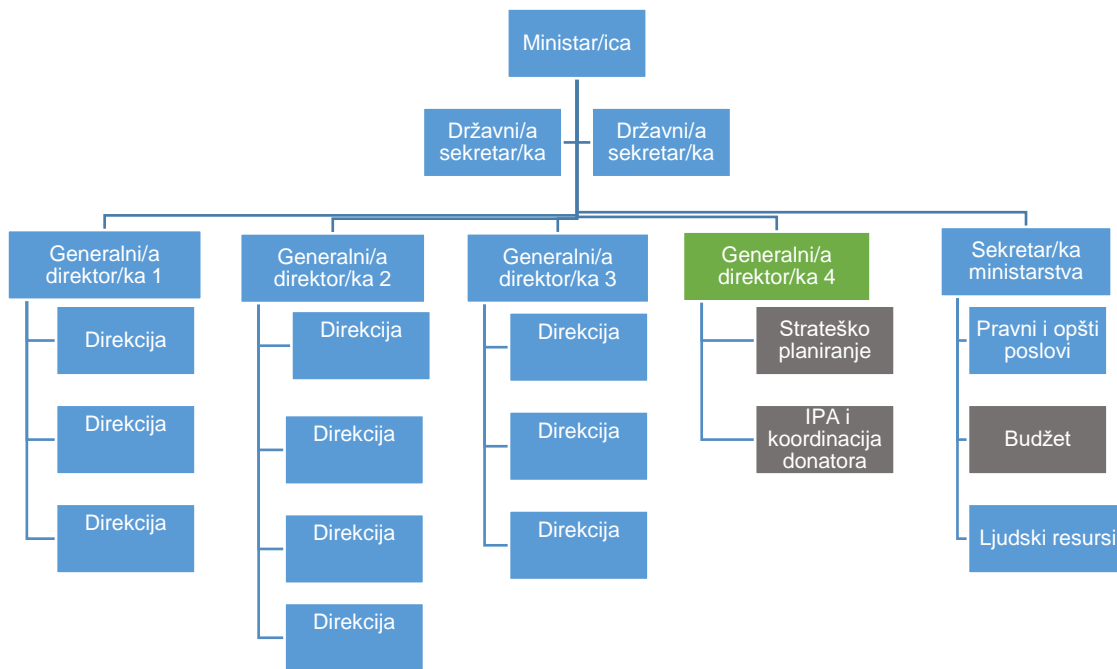 Ministar/ica
Državni/a
sekretar/ka
Državni/a
sekretar/ka
Generalni/a
direktor/ka 1
Direkcija
Direkcija
Direkcija
Generalni/a
direktor/ka 2
Direkcija
Direkcija
Direkcija
Direkcija
Generalni/a
direktor/ka 3
Direkcija
Direkcija
Direkcija
Generalni/a
direktor/ka 4
Strateško
planiranje
IPA i
koordinacija
donatora
Sekretar/ka
ministarstva
Pravni i opšti
poslovi
Budžet
Ljudski resursi